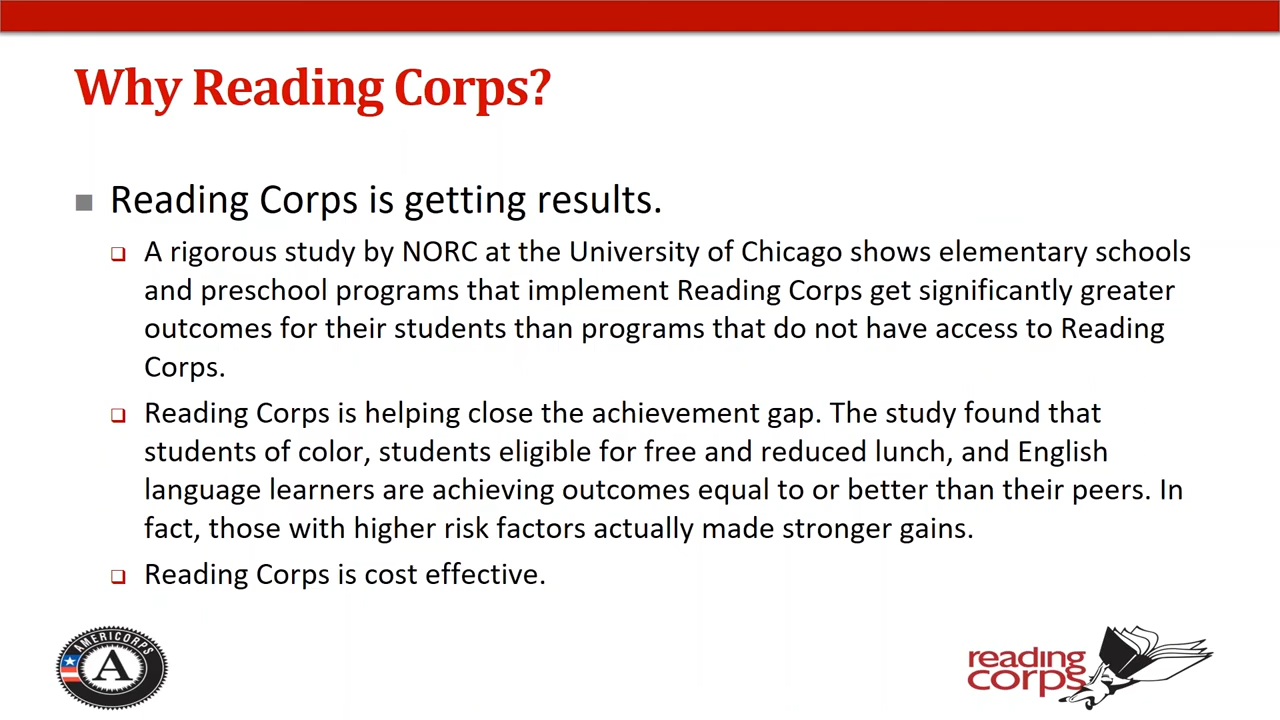 Why Reading Corps?
Reading Corps is getting results.
A rigorous study by NORC at the University of Chicago shows elementary schools
and preschool programs that implement Reading Corps get significantly greater
outcomes for their students than programs that do not have access to Reading
Corps.
Reading Corps is helping close the achievement gap. The study found that
students of color, students eligible for free and reduced lunch, and English
language learners are achieving outcomes equal to or better than their peers. In
fact, those with higher risk factors actually made stronger gains.
Reading Corps is cost effective.
AMERICORPS
A
reading
corps